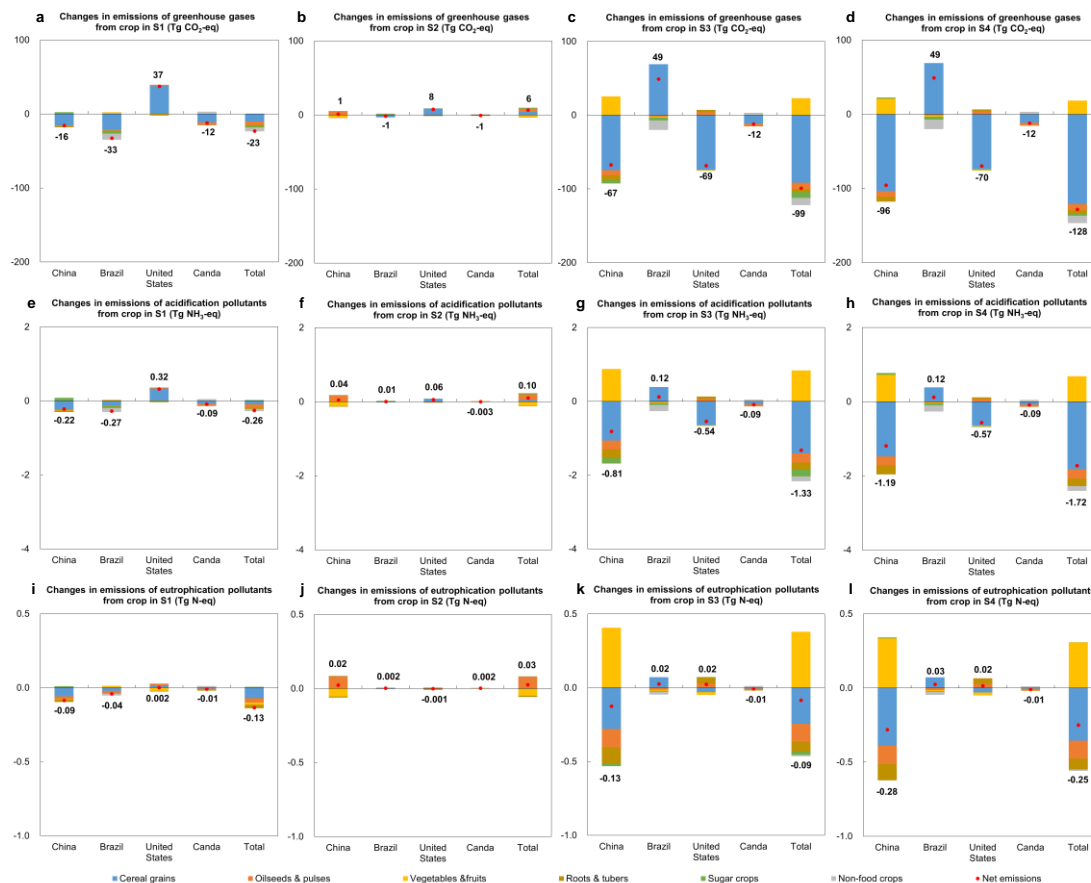 a Changes in emissions of greenhouse gases
from crop in S1 (Tg CO₂-eq)
100
0
-100
-200
37
-16
-33
-12
-23
China Brazil United States Canda Total
b Changes in emissions of greenhouse gases
from crop in S2 (Tg CO₂-eq)
100
0
-100
-200
1
-1
8
-1
6
China Brazil United States Canda Total
c Changes in emissions of greenhouse gases
from crop in S3 (Tg CO₂-eq)
100
0
-100
-200
49
-67
-69
-12
-99
China Brazil United States Canda Total
d Changes in emissions of greenhouse gases
from crop in S4 (Tg CO₂-eq)
100
0
-100
-200
49
-96
-70
-12
-128
China Brazil United States Canda Total
e Changes in emissions of acidification pollutants
from crop in S1 (Tg NH₃-eq)
2
0
-2
-4
0.32
-0.22
-0.27
-0.09
-0.26
China Brazil United States Canda Total
f Changes in emissions of acidification pollutants
from crop in S2 (Tg NH₃-eq)
2
0
-2
-4
0.04
0.01
0.06
-0.003
0.10
China Brazil United States Canda Total
g Changes in emissions of acidification pollutants
from crop in S3 (Tg NH₃-eq)
2
0
-2
-4
0.12
-0.81
-0.54
-0.09
-1.33
China Brazil United States Canda Total
h Changes in emissions of acidification pollutants
from crop in S4 (Tg NH₃-eq)
2
0
-2
-4
0.12
-1.19
-0.57
-0.09
-1.72
China Brazil United States Canda Total
i Changes in emissions of eutrophication pollutants
from crop in S1 (Tg N-eq)
0.5
0.0
-0.5
-1.0
-0.09
-0.04
0.002
-0.01
-0.13
China Brazil United States Canda Total
j Changes in emissions of eutrophication pollutants
from crop in S2 (Tg N-eq)
0.5
0.0
-0.5
-1.0
0.02
0.002
-0.001
0.002
0.03
China Brazil United States Canda Total
k Changes in emissions of eutrophication pollutants
from crop in S3 (Tg N-eq)
0.5
0.0
-0.5
-1.0
-0.13
0.02
0.02
-0.01
-0.09
China Brazil United States Canda Total
l Changes in emissions of eutrophication pollutants
from crop in S4 (Tg N-eq)
0.5
0.0
-0.5
-1.0
-0.28
0.03
0.02
-0.01
-0.25
China Brazil United States Canda Total
Cereal grains Oilseeds & pulses Vegetables &fruits Roots & tubers Sugar crops Non-food crops Net emissions